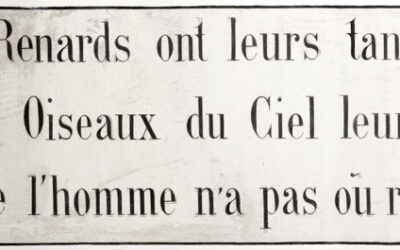 Renards ont leurs tan
Oiseaux du Ciel leur
e l'homme n'a pas où r